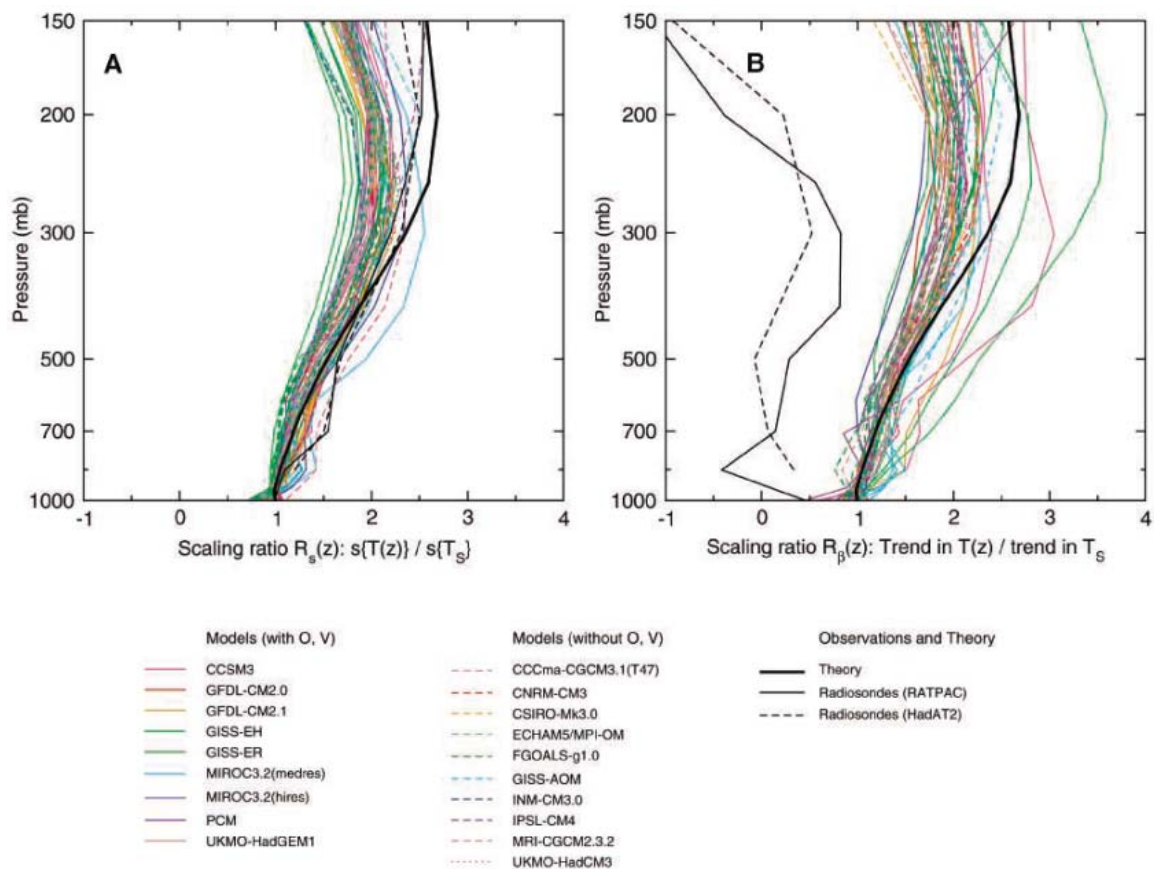 150
200
300
500
700
1000
Pressure (mb)
A
-1 0 1 2 3 4
Scaling ratio Rₛ(z): s{T(z)} / s{Tₛ}
150
200
300
500
700
1000
Pressure (mb)
B
-1 0 1 2 3 4
Scaling ratio Rᵦ(z): Trend in T(z) / trend in Tₛ
Models (with O, V)
CCSM3
GFDL-CM2.0
GFDL-CM2.1
GISS-EH
GISS-ER
MIROC3.2(medres)
MIROC3.2(hires)
PCM
UKMO-HadGEM1
Models (without O, V)
CCCma-CGCM3.1(T47)
CNRM-CM3
CSIRO-Mk3.0
ECHAM5/MPI-OM
FGOALS-g1.0
GISS-AOM
INM-CM3.0
IPSL-CM4
MRI-CGCM2.3.2
UKMO-HadCM3
Observations and Theory
Theory
Radiosondes (RATPAC)
Radiosondes (HadAT2)